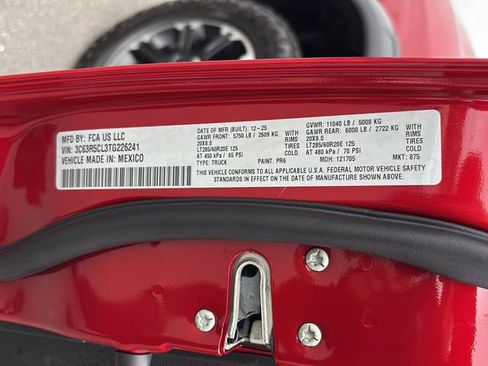 MFD BY: FCA US LLC
VIN: 3C63R5CL3TG226241
VEHICLE MADE IN: MEXICO
DATE OF MFR (BUILT): 12-25 GVWR: 11040 LB / 5008 KG
GAWR FRONT: 5750 LB / 2609 KG WITH GAWR REAR: 6000 LB / 2722 KG WITH
20X8.0 RIMS 20X8.0 RIMS
LT285/60R20E 125 TIRES LT285/60R20E 125 TIRES
AT 450 kPa / 65 PSI COLD AT 480 kPa / 70 PSI COLD
TYPE: TRUCK PAINT: PR6 MDH: 121705 MKT: 875
THIS VEHICLE CONFORMS TO ALL APPLICABLE U.S.A. FEDERAL MOTOR VEHICLE SAFETY
STANDARDS IN EFFECT ON THE DATE OF MANUFACTURE SHOWN ABOVE.